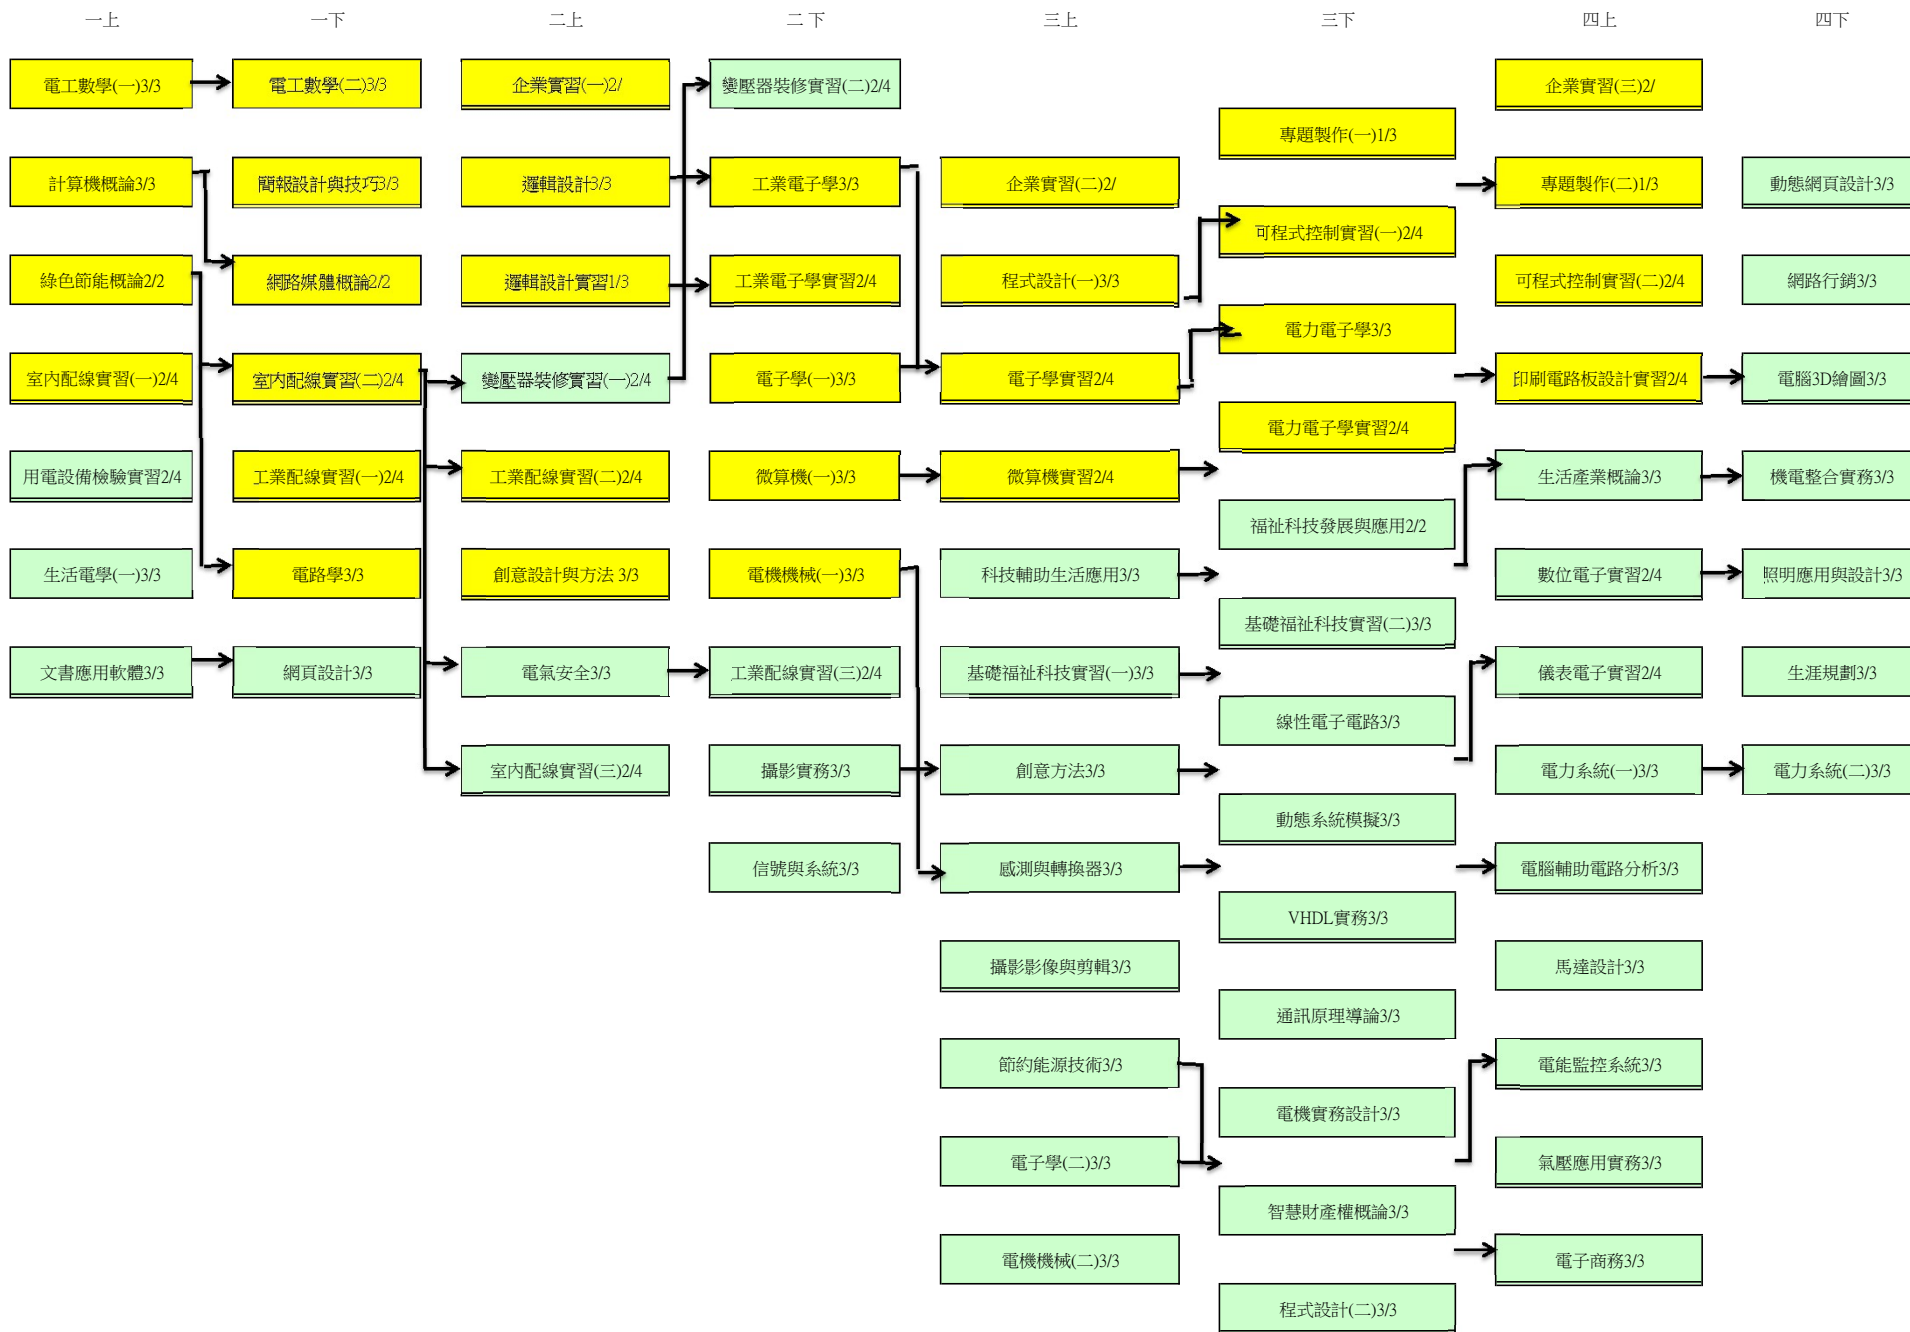 一上 一下 二上 二下 三上 三下 四上 四下
電工數學(一)3/3 電工數學(二)3/3 企業實習(一)2/ 變壓器裝修實習(二)2/4 企業實習(三)2/
專題製作(一)1/3
計算機概論3/3 簡報設計與技巧3/3 邏輯設計3/3 工業電子學3/3 企業實習(二)2/ 專題製作(二)1/3 動態網頁設計3/3
可程式控制實習(一)2/4
綠色節能概論2/2 網路媒體概論2/2 邏輯設計實習1/3 工業電子學實習2/4 程式設計(一)3/3 可程式控制實習(二)2/4 網路行銷3/3
電力電子學3/3
室內配線實習(一)2/4 室內配線實習(二)2/4 變壓器裝修實習(一)2/4 電子學(一)3/3 電子學實習2/4 印刷電路板設計實習2/4 電腦3D繪圖3/3
電力電子學實習2/4
用電設備檢驗實習2/4 工業配線實習(一)2/4 工業配線實習(二)2/4 微算機(一)3/3 微算機實習2/4 生活產業概論3/3 機電整合實務3/3
福祉科技發展與應用2/2
生活電學(一)3/3 電路學3/3 創意設計與方法 3/3 電機機械(一)3/3 科技輔助生活應用3/3 數位電子實習2/4 照明應用與設計3/3
基礎福祉科技實習(二)3/3
文書應用軟體3/3 網頁設計3/3 電氣安全3/3 工業配線實習(三)2/4 基礎福祉科技實習(一)3/3 儀表電子實習2/4 生涯規劃3/3
線性電子電路3/3
室內配線實習(三)2/4 攝影實務3/3 創意方法3/3 電力系統(一)3/3 電力系統(二)3/3
動態系統模擬3/3
信號與系統3/3 感測與轉換器3/3 電腦輔助電路分析3/3
VHDL實務3/3
攝影影像與剪輯3/3 馬達設計3/3
通訊原理導論3/3
節約能源技術3/3 電能監控系統3/3
電機實務設計3/3
電子學(二)3/3 氣壓應用實務3/3
智慧財產權概論3/3
電機機械(二)3/3 電子商務3/3
程式設計(二)3/3